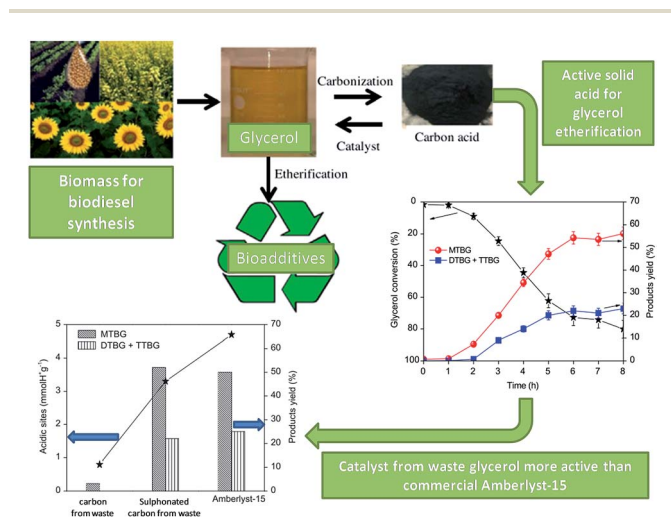 Carbonization
Glycerol
Catalyst
Carbon acid
Active solid
acid for
glycerol
etherification
Biomass for
biodiesel
synthesis
Etherification
Bioadditives
MTBG
DTBG + TTBG
Glycerol conversion (%)
0
20
40
60
80
100
Products yield (%)
70
60
50
40
30
20
10
0
0 1 2 3 4 5 6 7 8
Time (h)
MTBG
DTBG + TTBG
Acidic sites (mmolH⁺g⁻¹)
5
4
3
2
1
0
Products yield (%)
70
60
50
40
30
20
10
0
carbon
from waste
Sulphonated
carbon from waste
Amberlyst-15
Catalyst from waste glycerol more active than
commercial Amberlyst-15